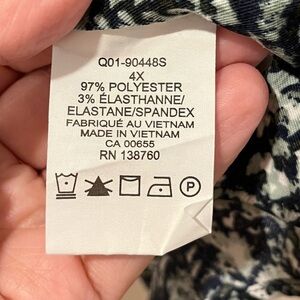 Q01-90448S
4X
97% POLYESTER
3% ÉLASTHANNE/
ELASTANE/SPANDEX
FABRIQUÉ AU VIETNAM
MADE IN VIETNAM
CA 00655
RN 138760
P